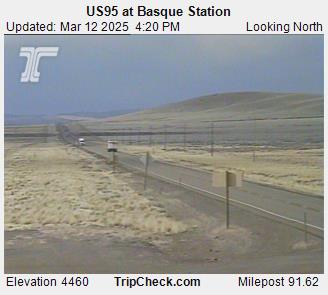 US95 at Basque Station
Updated: Mar 12 2025 4:20 PM Looking North
Elevation 4460 TripCheck.com Milepost 91.62